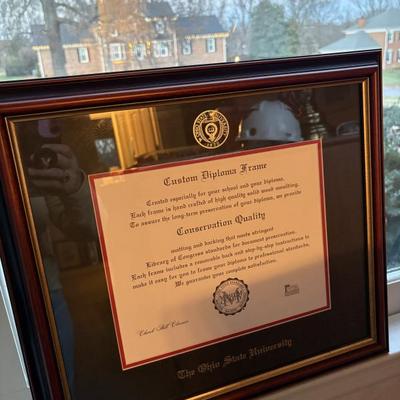 Custom Diploma Frame
Created especially for your school and your diploma.
Each frame is hand crafted of high quality solid wood moulding.
To assure the long-term preservation of your diploma, we provide
Conservation Quality
matting and backing that meets stringent
Library of Congress standards for document preservation.
Each frame includes a removable back and step-by-step instructions to
make it easy for you to frame your diploma to professional standards.
We guarantee your complete satisfaction.
The Ohio State University